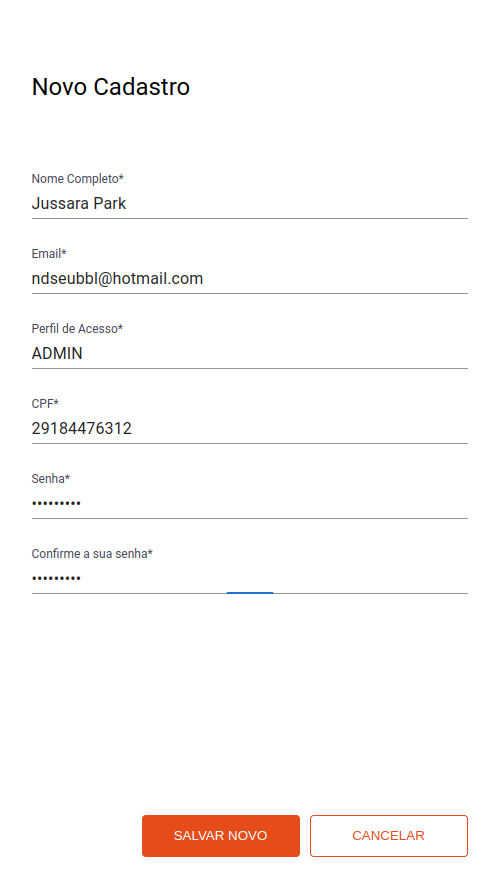 Novo Cadastro
Nome Completo*
Jussara Park
Email*
ndseubbl@hotmail.com
Perfil de Acesso*
ADMIN
CPF*
29184476312
Senha*
•••••••••
Confirme a sua senha*
•••••••••
SALVAR NOVO
CANCELAR